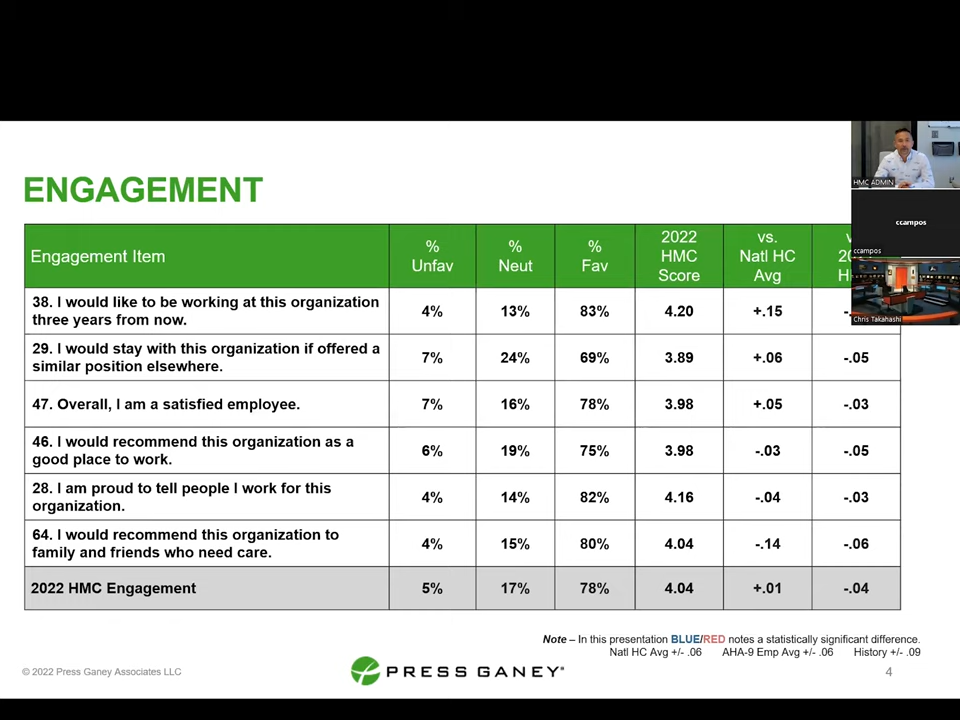 ENGAGEMENT
Engagement Item
%
Unfav
%
Neut
%
Fav
2022
HMC
Score
vs.
Natl HC
Avg
38. I would like to be working at this organization
three years from now.
4%
13%
83%
4.20
+.15
29. I would stay with this organization if offered a
similar position elsewhere.
7%
24%
69%
3.89
+.06
-.05
47. Overall, I am a satisfied employee.
7%
16%
78%
3.98
+.05
-.03
46. I would recommend this organization as a
good place to work.
6%
19%
75%
3.98
-.03
-.05
28. I am proud to tell people I work for this
organization.
4%
14%
82%
4.16
-.04
-.03
64. I would recommend this organization to
family and friends who need care.
4%
15%
80%
4.04
-.14
-.06
2022 HMC Engagement
5%
17%
78%
4.04
+.01
-.04
HMC ADMIN
ccampos
ccampos
Chris Takahashi
Note – In this presentation BLUE/RED notes a statistically significant difference.
Natl HC Avg +/- .06 AHA-9 Emp Avg +/- .06 History +/- .09
© 2022 Press Ganey Associates LLC
PRESS GANEY®
4